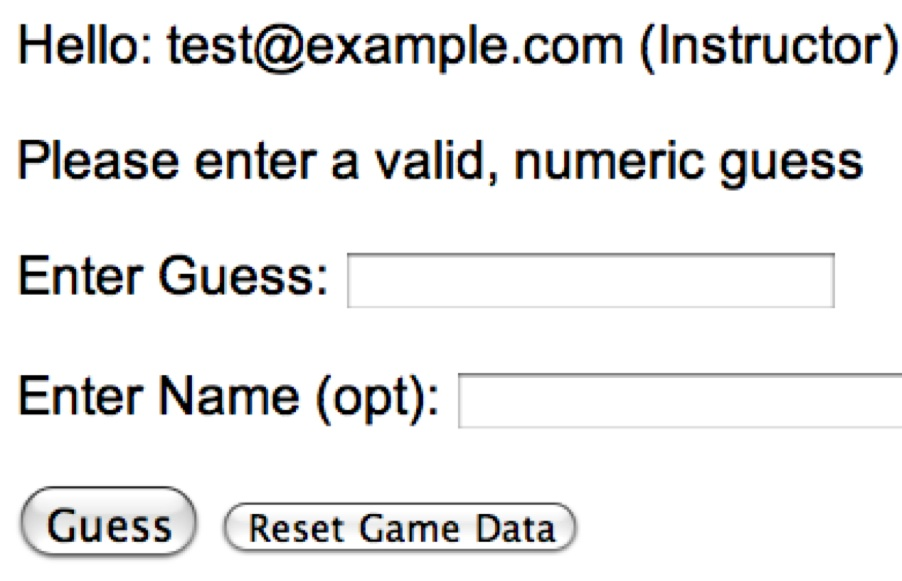 Hello: test@example.com (Instructor)
Please enter a valid, numeric guess
Enter Guess:
Enter Name (opt):
Guess Reset Game Data